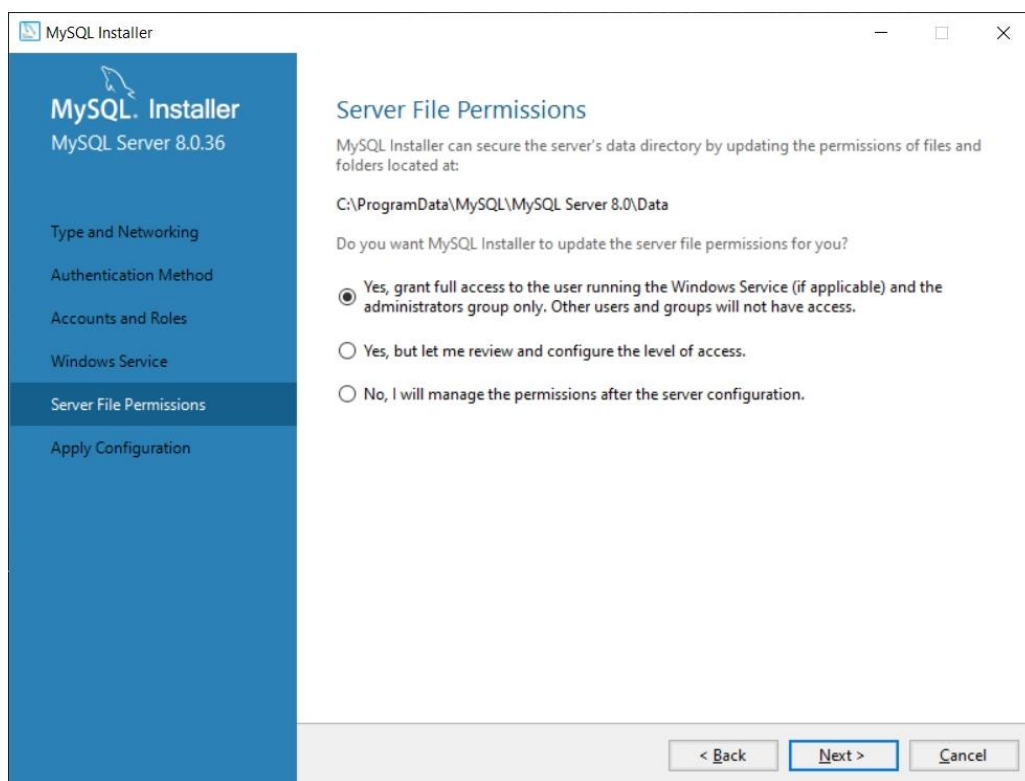 MySQL Installer
MySQL. Installer
MySQL Server 8.0.36
Type and Networking
Authentication Method
Accounts and Roles
Windows Service
Server File Permissions
Apply Configuration
Server File Permissions
MySQL Installer can secure the server's data directory by updating the permissions of files and
folders located at:
C:\ProgramData\MySQL\MySQL Server 8.0\Data
Do you want MySQL Installer to update the server file permissions for you?
Yes, grant full access to the user running the Windows Service (if applicable) and the
administrators group only. Other users and groups will not have access.
Yes, but let me review and configure the level of access.
No, I will manage the permissions after the server configuration.
< Back
Next >
Cancel